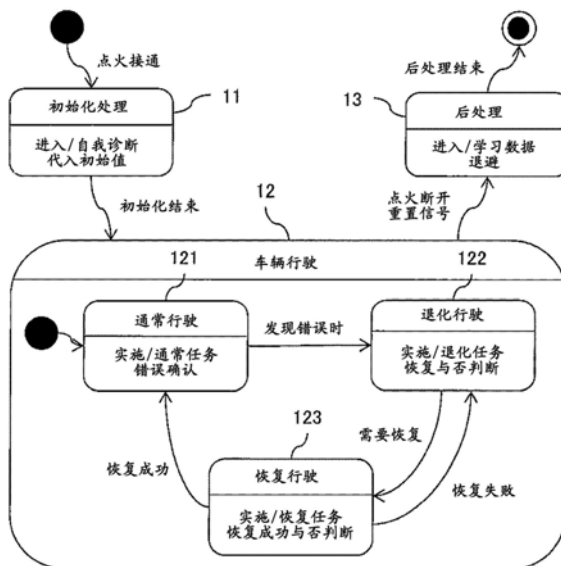 点火接通
后处理结束
初始化处理
11
进入/自我诊断
代入初始值
13
后处理
进入/学习数据
退避
初始化结束
点火断开
重置信号
12
车辆行驶
121
通常行驶
实施/通常任务
错误确认
发现错误时
122
退化行驶
实施/退化任务
恢复与否判断
恢复成功
123
恢复行驶
实施/恢复任务
恢复成功与否判断
需要恢复
恢复失败